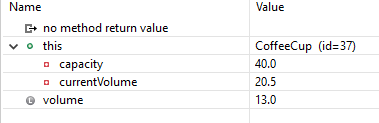 Name Value
no method return value
this CoffeeCup (id=37)
capacity 40.0
currentVolume 20.5
L volume 13.0